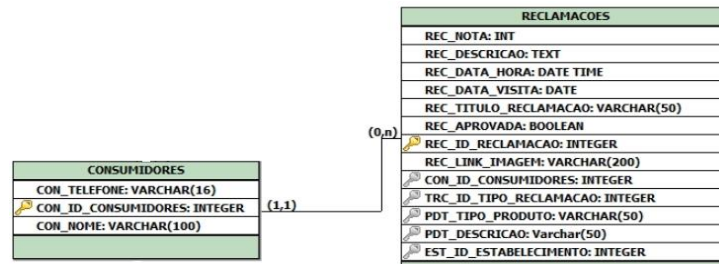 CONSUMIDORES
CON_TELEFONE: VARCHAR(16)
CON_ID_CONSUMIDORES: INTEGER
CON_NOME: VARCHAR(100)
(1,1)
(0,n)
RECLAMACOES
REC_NOTA: INT
REC_DESCRICAO: TEXT
REC_DATA_HORA: DATE TIME
REC_DATA_VISITA: DATE
REC_TITULO_RECLAMACAO: VARCHAR(50)
REC_APROVADA: BOOLEAN
REC_ID_RECLAMACAO: INTEGER
REC_LINK_IMAGEM: VARCHAR(200)
CON_ID_CONSUMIDORES: INTEGER
TRC_ID_TIPO_RECLAMACAO: INTEGER
PDT_TIPO_PRODUTO: VARCHAR(50)
PDT_DESCRICAO: Varchar(50)
EST_ID_ESTABELECIMENTO: INTEGER